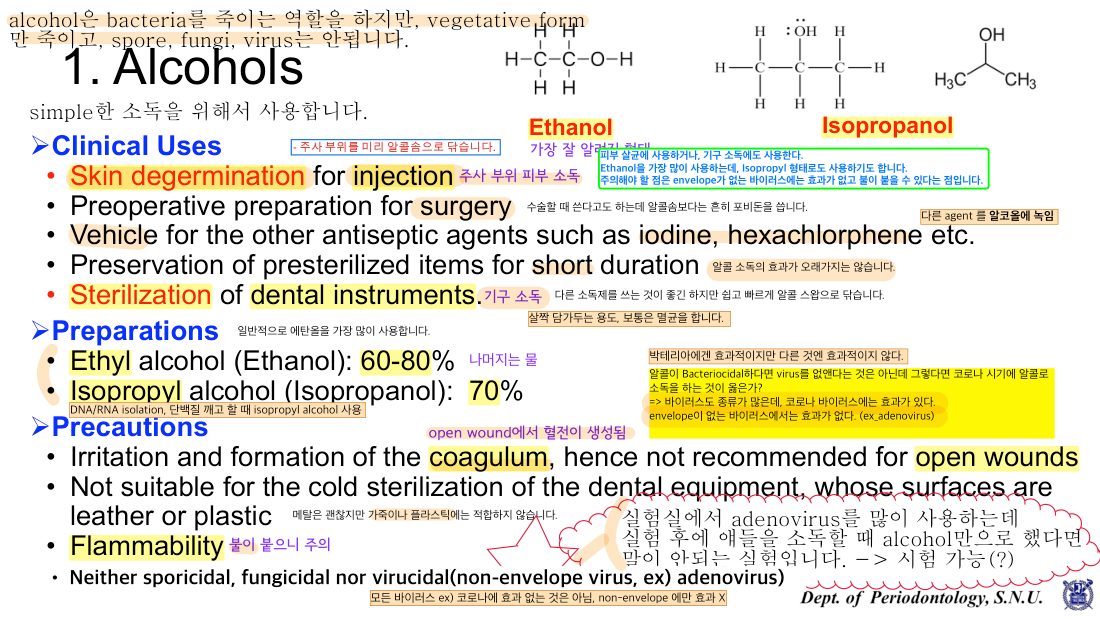 alcohol은 bacteria를 죽이는 역할을 하지만, vegetative form
만 죽이고, spore, fungi, virus는 안됩니다.
1. Alcohols
simple한 소독을 위해서 사용합니다.
H H
H C C O H
H H
H :ÖH H
H C C C H
H H H
OH
H₃C CH₃
Ethanol
Isopropanol
가장 잘 알려진 형태
➢Clinical Uses
- 주사 부위를 미리 알콜솜으로 닦습니다.
피부 살균에 사용하거나, 기구 소독에도 사용한다.
Ethanol을 가장 많이 사용하는데, Isopropyl 형태로도 사용하기도 합니다.
주의해야 할 점은 envelope가 없는 바이러스에는 효과가 없고 불이 붙을 수 있다는 점입니다.
• Skin degermination for injection 주사 부위 피부 소독
• Preoperative preparation for surgery 수술할 때 쓴다고도 하는데 알콜솜보다는 흔히 포비돈을 씁니다.
다른 agent 를 알코올에 녹임
• Vehicle for the other antiseptic agents such as iodine, hexachlorphene etc.
• Preservation of presterilized items for short duration 알콜 소독의 효과가 오래가지는 않습니다.
• Sterilization of dental instruments. 기구 소독 다른 소독제를 쓰는 것이 좋긴 하지만 쉽고 빠르게 알콜 스왑으로 닦습니다.
살짝 담가두는 용도, 보통은 멸균을 합니다.
➢Preparations 일반적으로 에탄올을 가장 많이 사용합니다.
• Ethyl alcohol (Ethanol): 60-80% 나머지는 물
• Isopropyl alcohol (Isopropanol): 70%
DNA/RNA isolation, 단백질 깨고 할 때 isopropyl alcohol 사용
박테리아에겐 효과적이지만 다른 것엔 효과적이지 않다.
알콜이 Bacteriocidal하다면 virus를 없앤다는 것은 아닌데 그렇다면 코로나 시기에 알콜로
소독을 하는 것이 옳은가?
=> 바이러스도 종류가 많은데, 코로나 바이러스에는 효과가 있다.
envelope이 없는 바이러스에서는 효과가 없다. (ex_adenovirus)
➢Precautions
open wound에서 혈전이 생성됨
• Irritation and formation of the coagulum, hence not recommended for open wounds
• Not suitable for the cold sterilization of the dental equipment, whose surfaces are
leather or plastic 메탈은 괜찮지만 가죽이나 플라스틱에는 적합하지 않습니다.
• Flammability 불이 붙으니 주의
실험실에서 adenovirus를 많이 사용하는데
실험 후에 얘들을 소독할 때 alcohol만으로 했다면
말이 안되는 실험입니다. -> 시험 가능(?)
• Neither sporicidal, fungicidal nor virucidal(non-envelope virus, ex) adenovirus)
모든 바이러스 ex) 코로나에 효과 없는 것은 아님, non-envelope 에만 효과 X
Dept. of Periodontology, S.N.U.